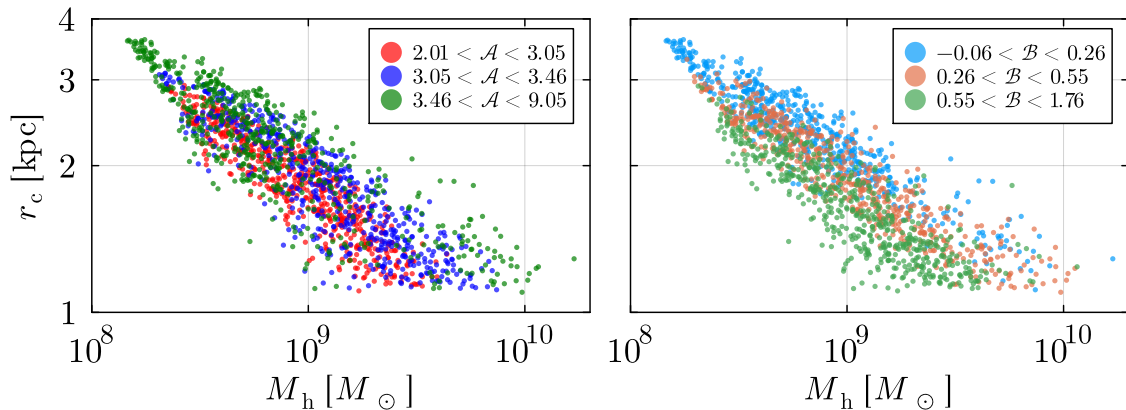 4
3
2
1
r_c [kpc]
2.01 < 𝒜 < 3.05
3.05 < 𝒜 < 3.46
3.46 < 𝒜 < 9.05
10^8
10^9
10^10
M_h [M_⊙]
−0.06 < ℬ < 0.26
0.26 < ℬ < 0.55
0.55 < ℬ < 1.76
10^8
10^9
10^10
M_h [M_⊙]